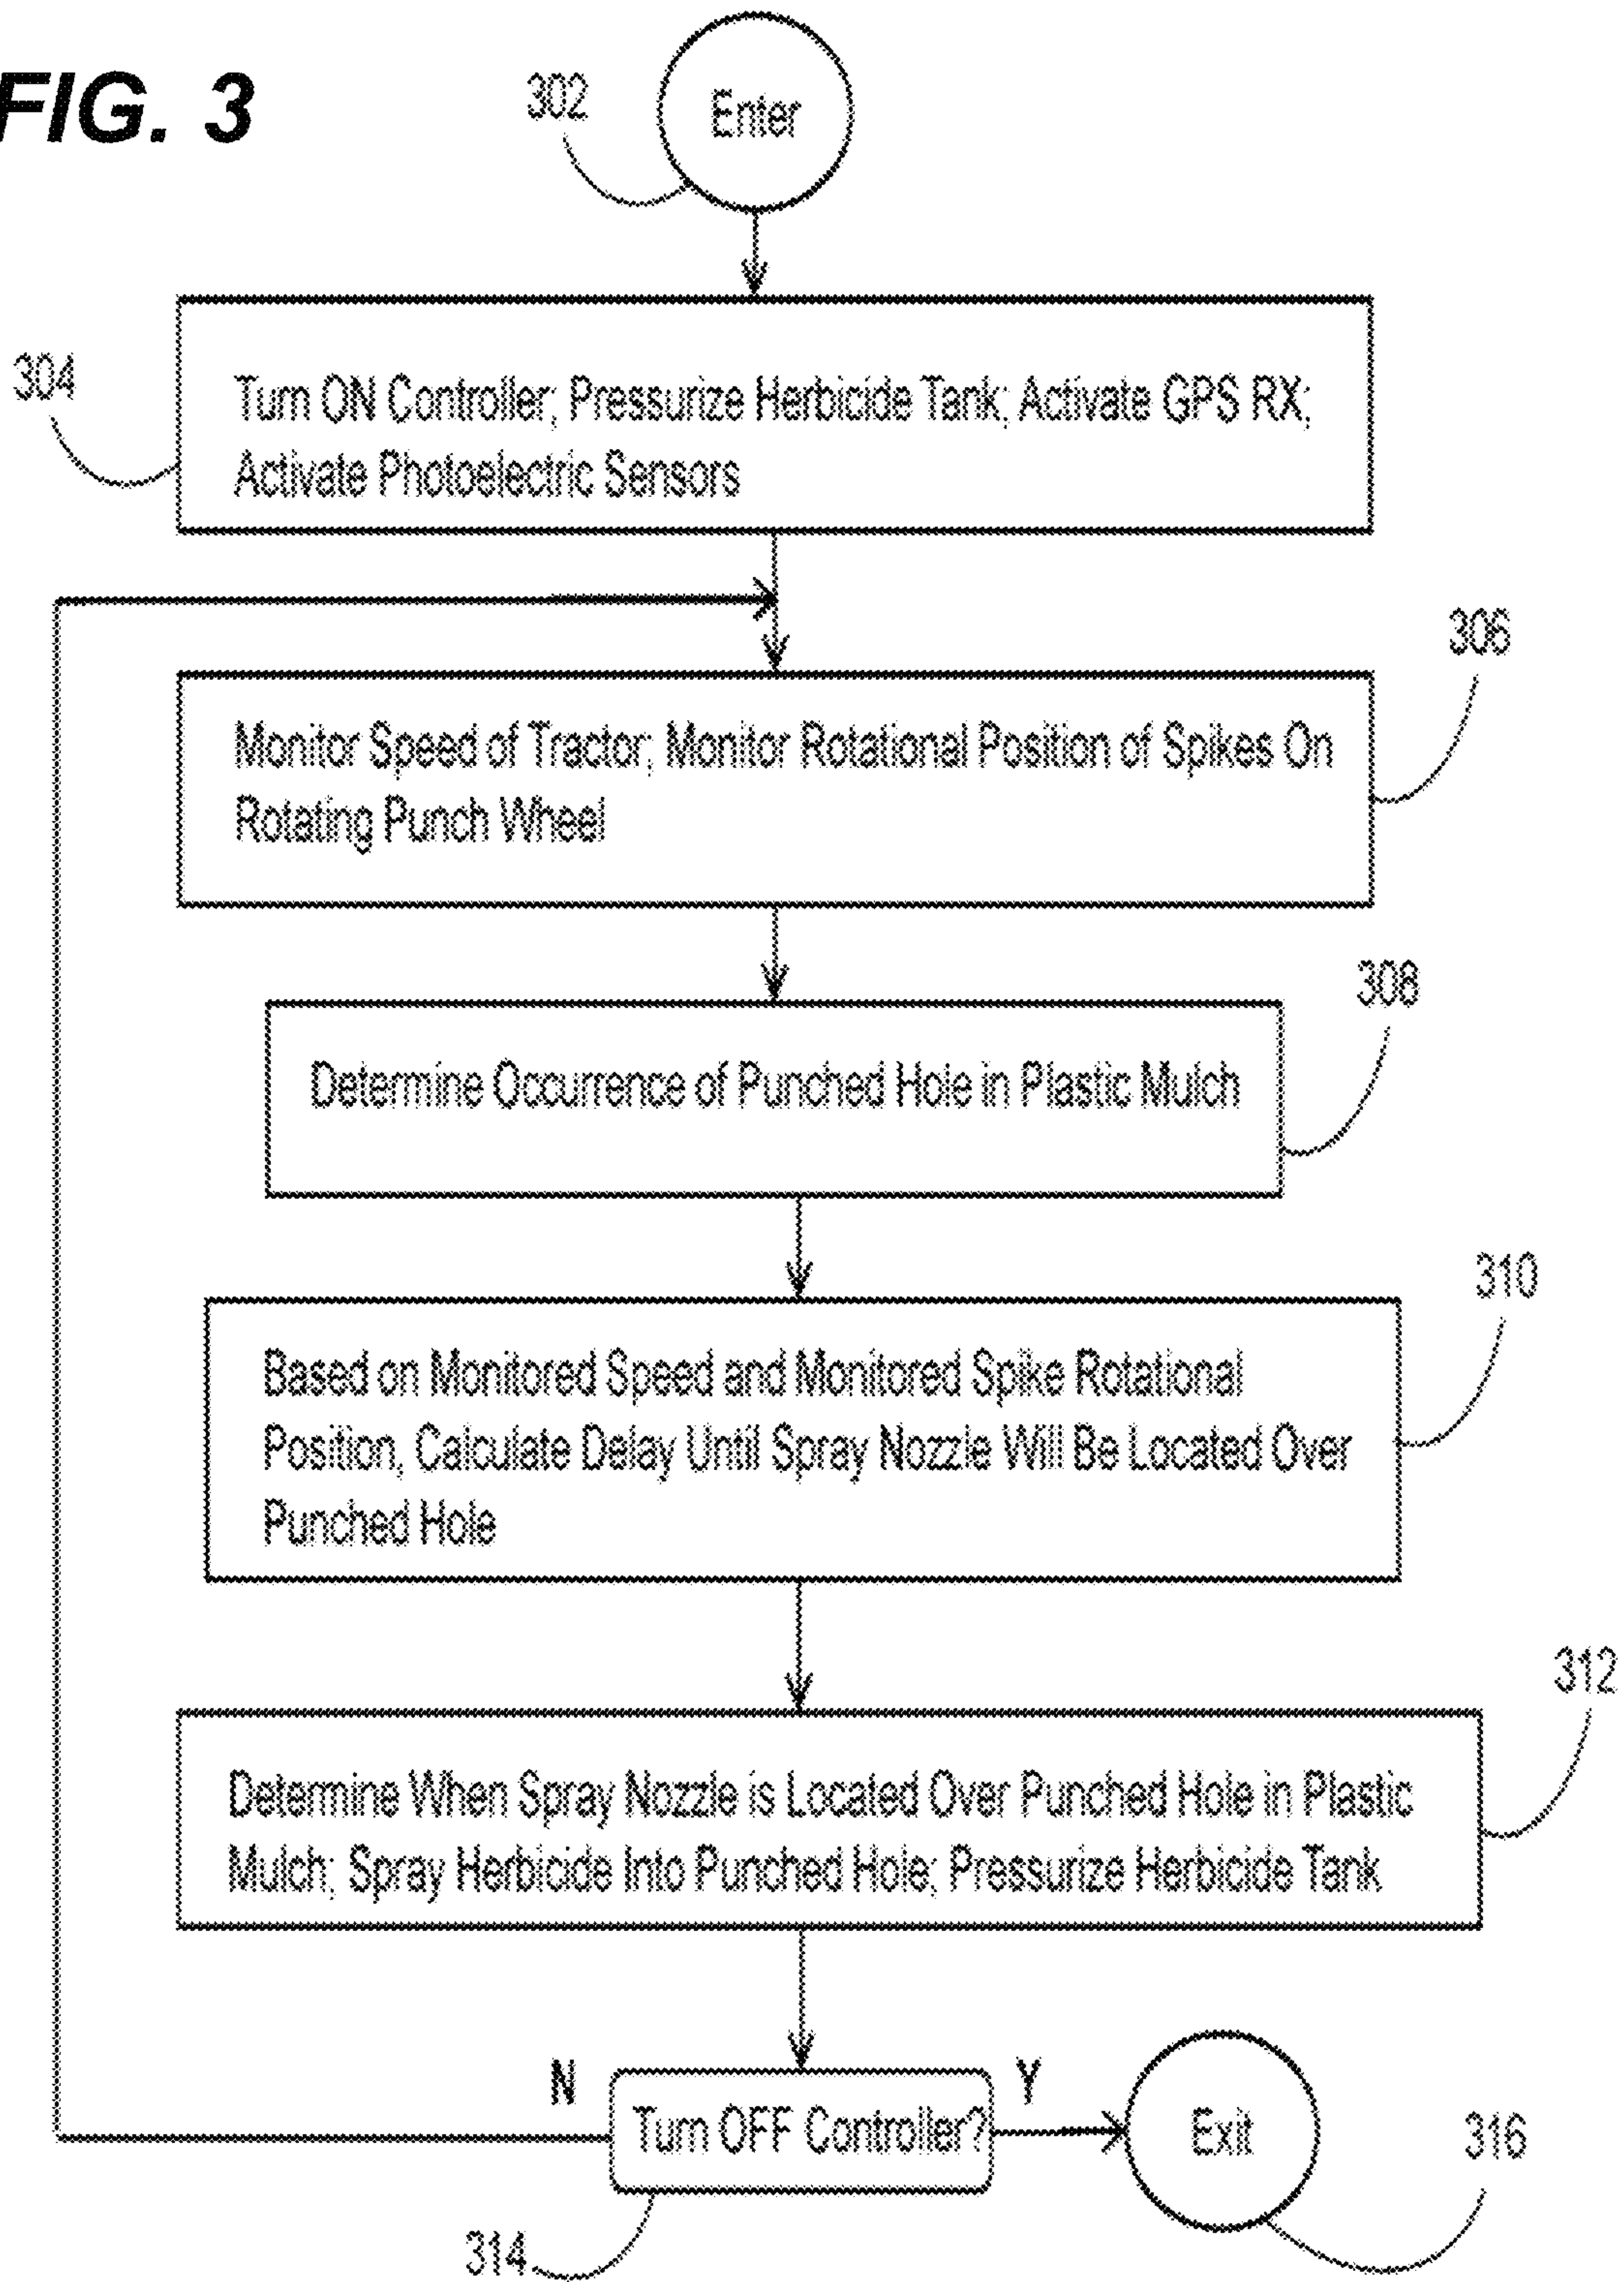 FIG. 3
302
Enter
304
Turn ON Controller; Pressurize Herbicide Tank; Activate GPS RX;
Activate Photoelectric Sensors
306
Monitor Speed of Tractor; Monitor Rotational Position of Spikes On
Rotating Punch Wheel
308
Determine Occurrence of Punched Hole in Plastic Mulch
310
Based on Monitored Speed and Monitored Spike Rotational
Position, Calculate Delay Until Spray Nozzle Will Be Located Over
Punched Hole
312
Determine When Spray Nozzle is Located Over Punched Hole in Plastic
Mulch; Spray Herbicide Into Punched Hole; Pressurize Herbicide Tank
N
Y
Turn OFF Controller?
Exit
316
314